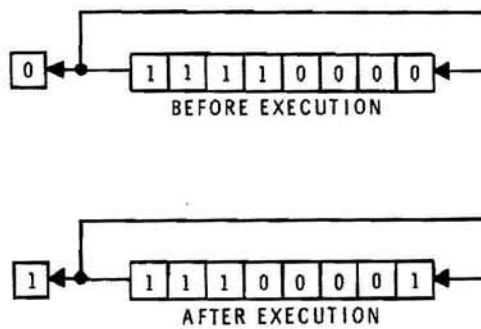 0 1 1 1 1 0 0 0 0
BEFORE EXECUTION
1 1 1 1 0 0 0 0 1
AFTER EXECUTION